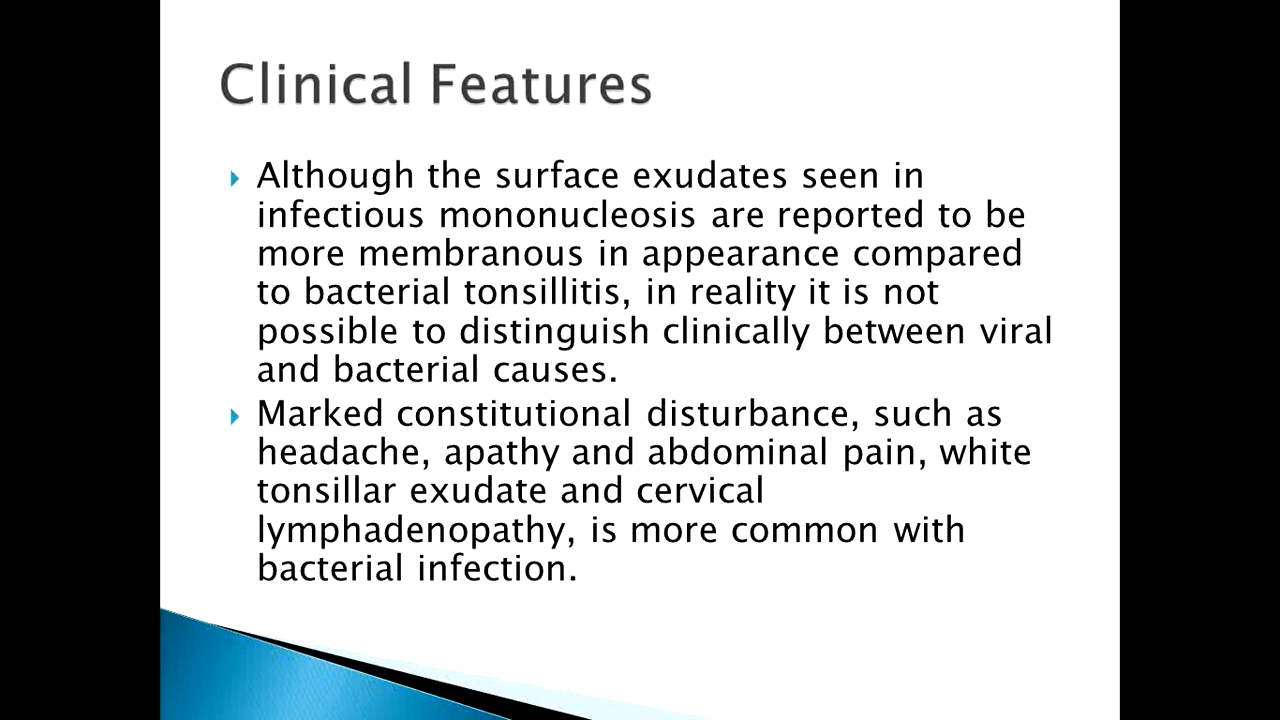 Clinical Features
Although the surface exudates seen in
infectious mononucleosis are reported to be
more membranous in appearance compared
to bacterial tonsillitis, in reality it is not
possible to distinguish clinically between viral
and bacterial causes.
Marked constitutional disturbance, such as
headache, apathy and abdominal pain, white
tonsillar exudate and cervical
lymphadenopathy, is more common with
bacterial infection.